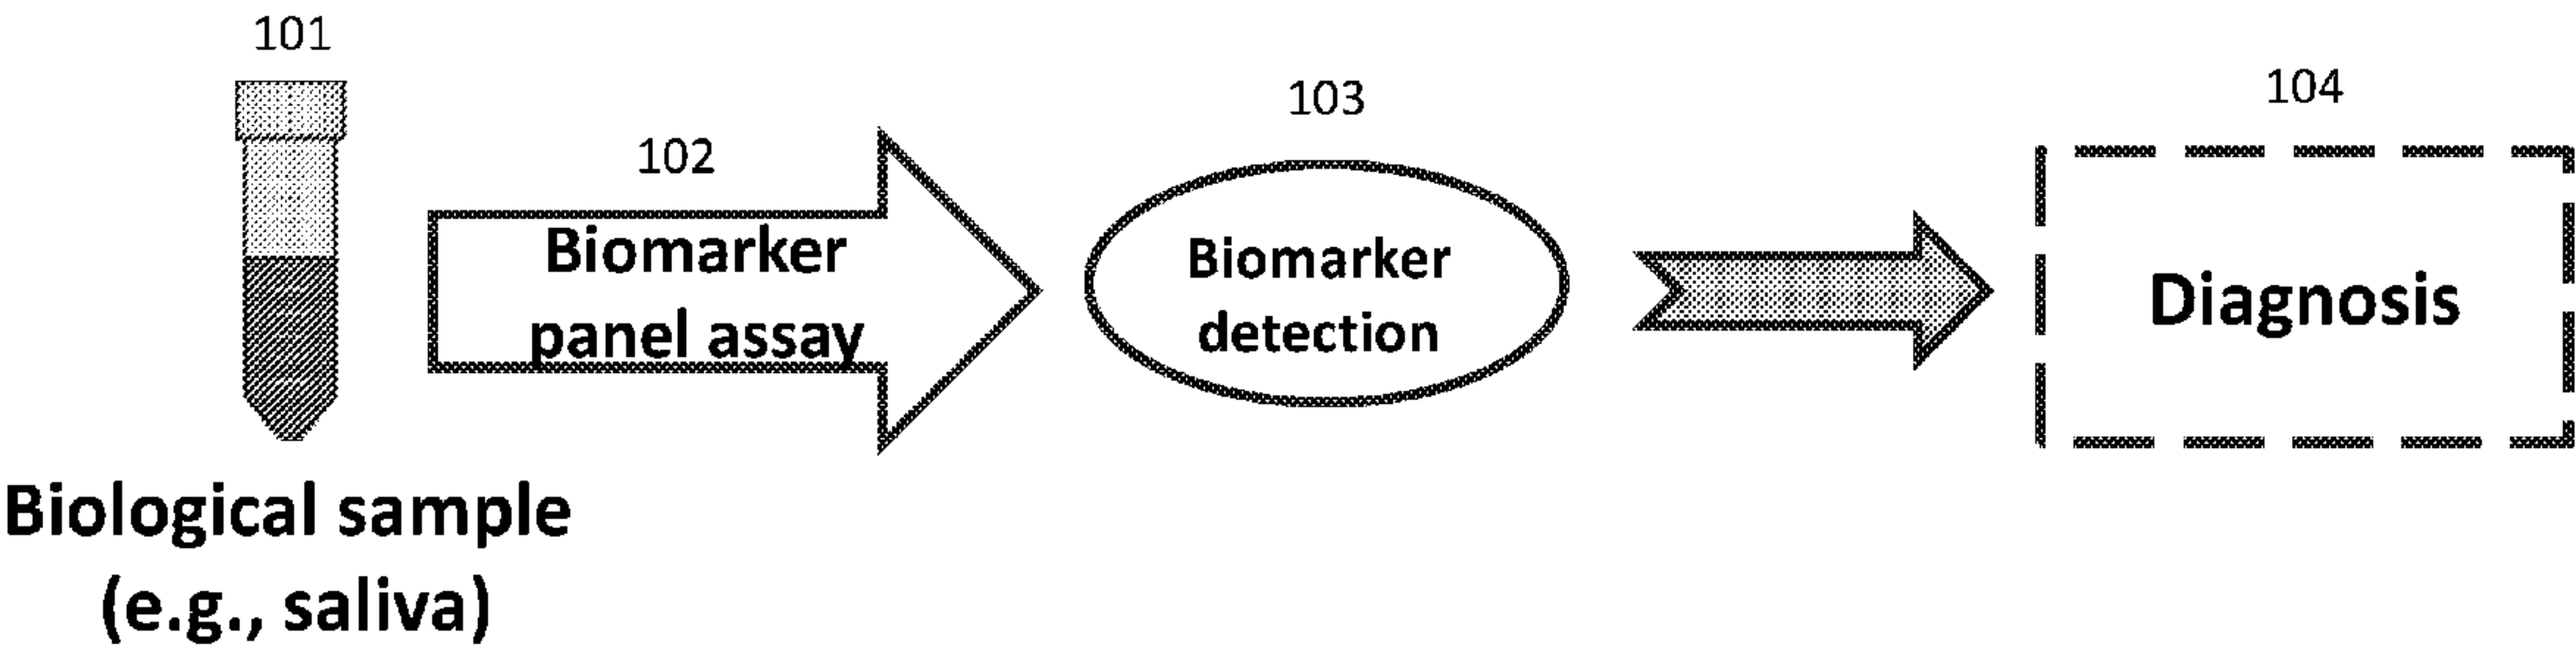 101
102
103
104
Biomarker
panel assay
Biomarker
detection
Diagnosis
Biological sample
(e.g., saliva)